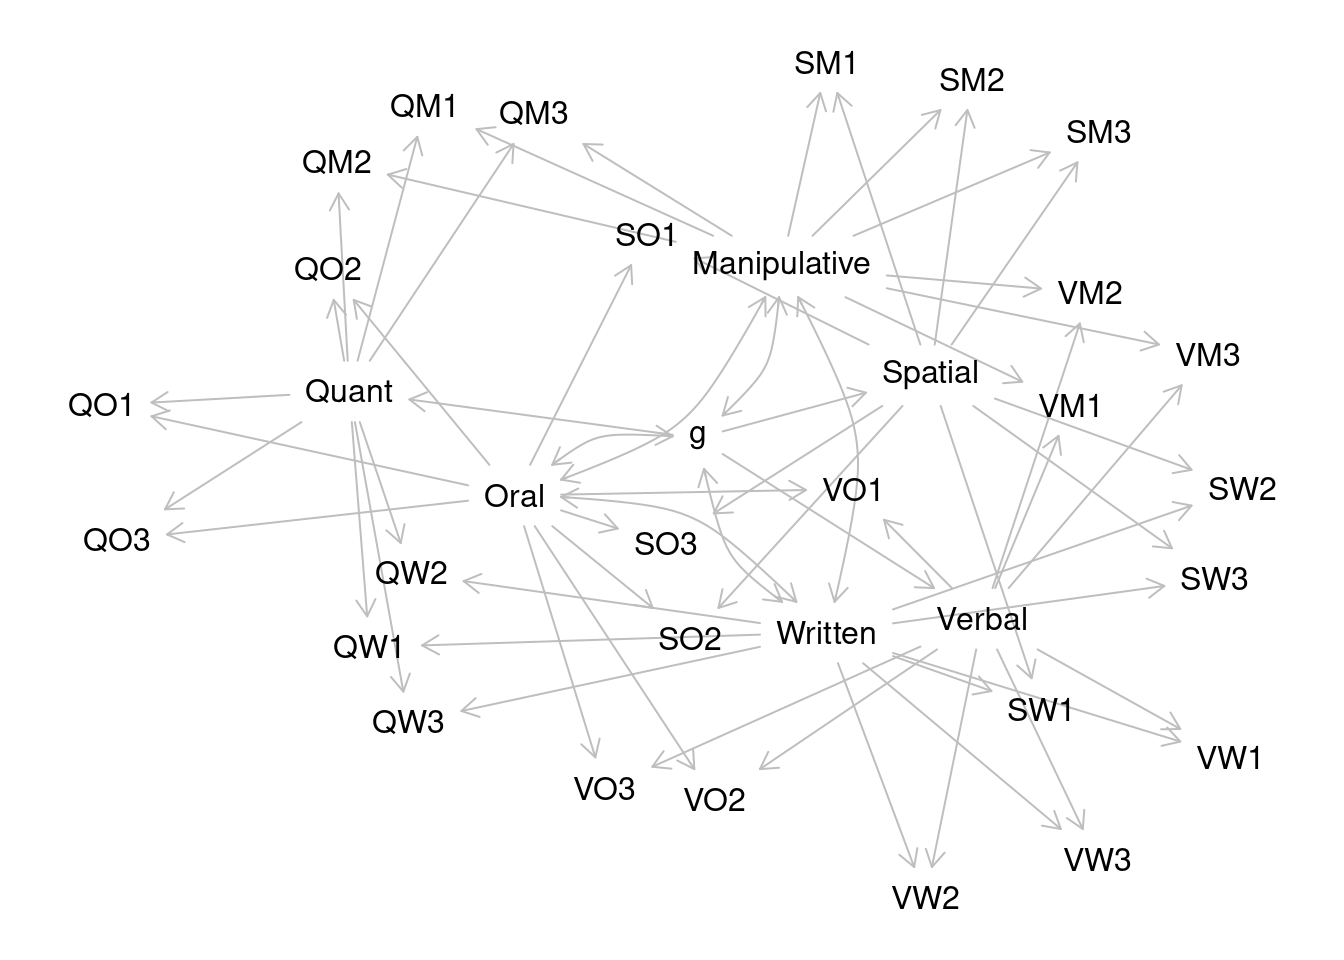 SM1
SM2
QM1
QM3
SM3
QM2
SO1
Manipulative
QO2
VM2
VM3
Spatial
Quant
QO1
VM1
g
VO1
SW2
Oral
QO3
SO3
QW2
SW3
Verbal
Written
SO2
QW1
SW1
QW3
VW1
VO3
VO2
VW3
VW2